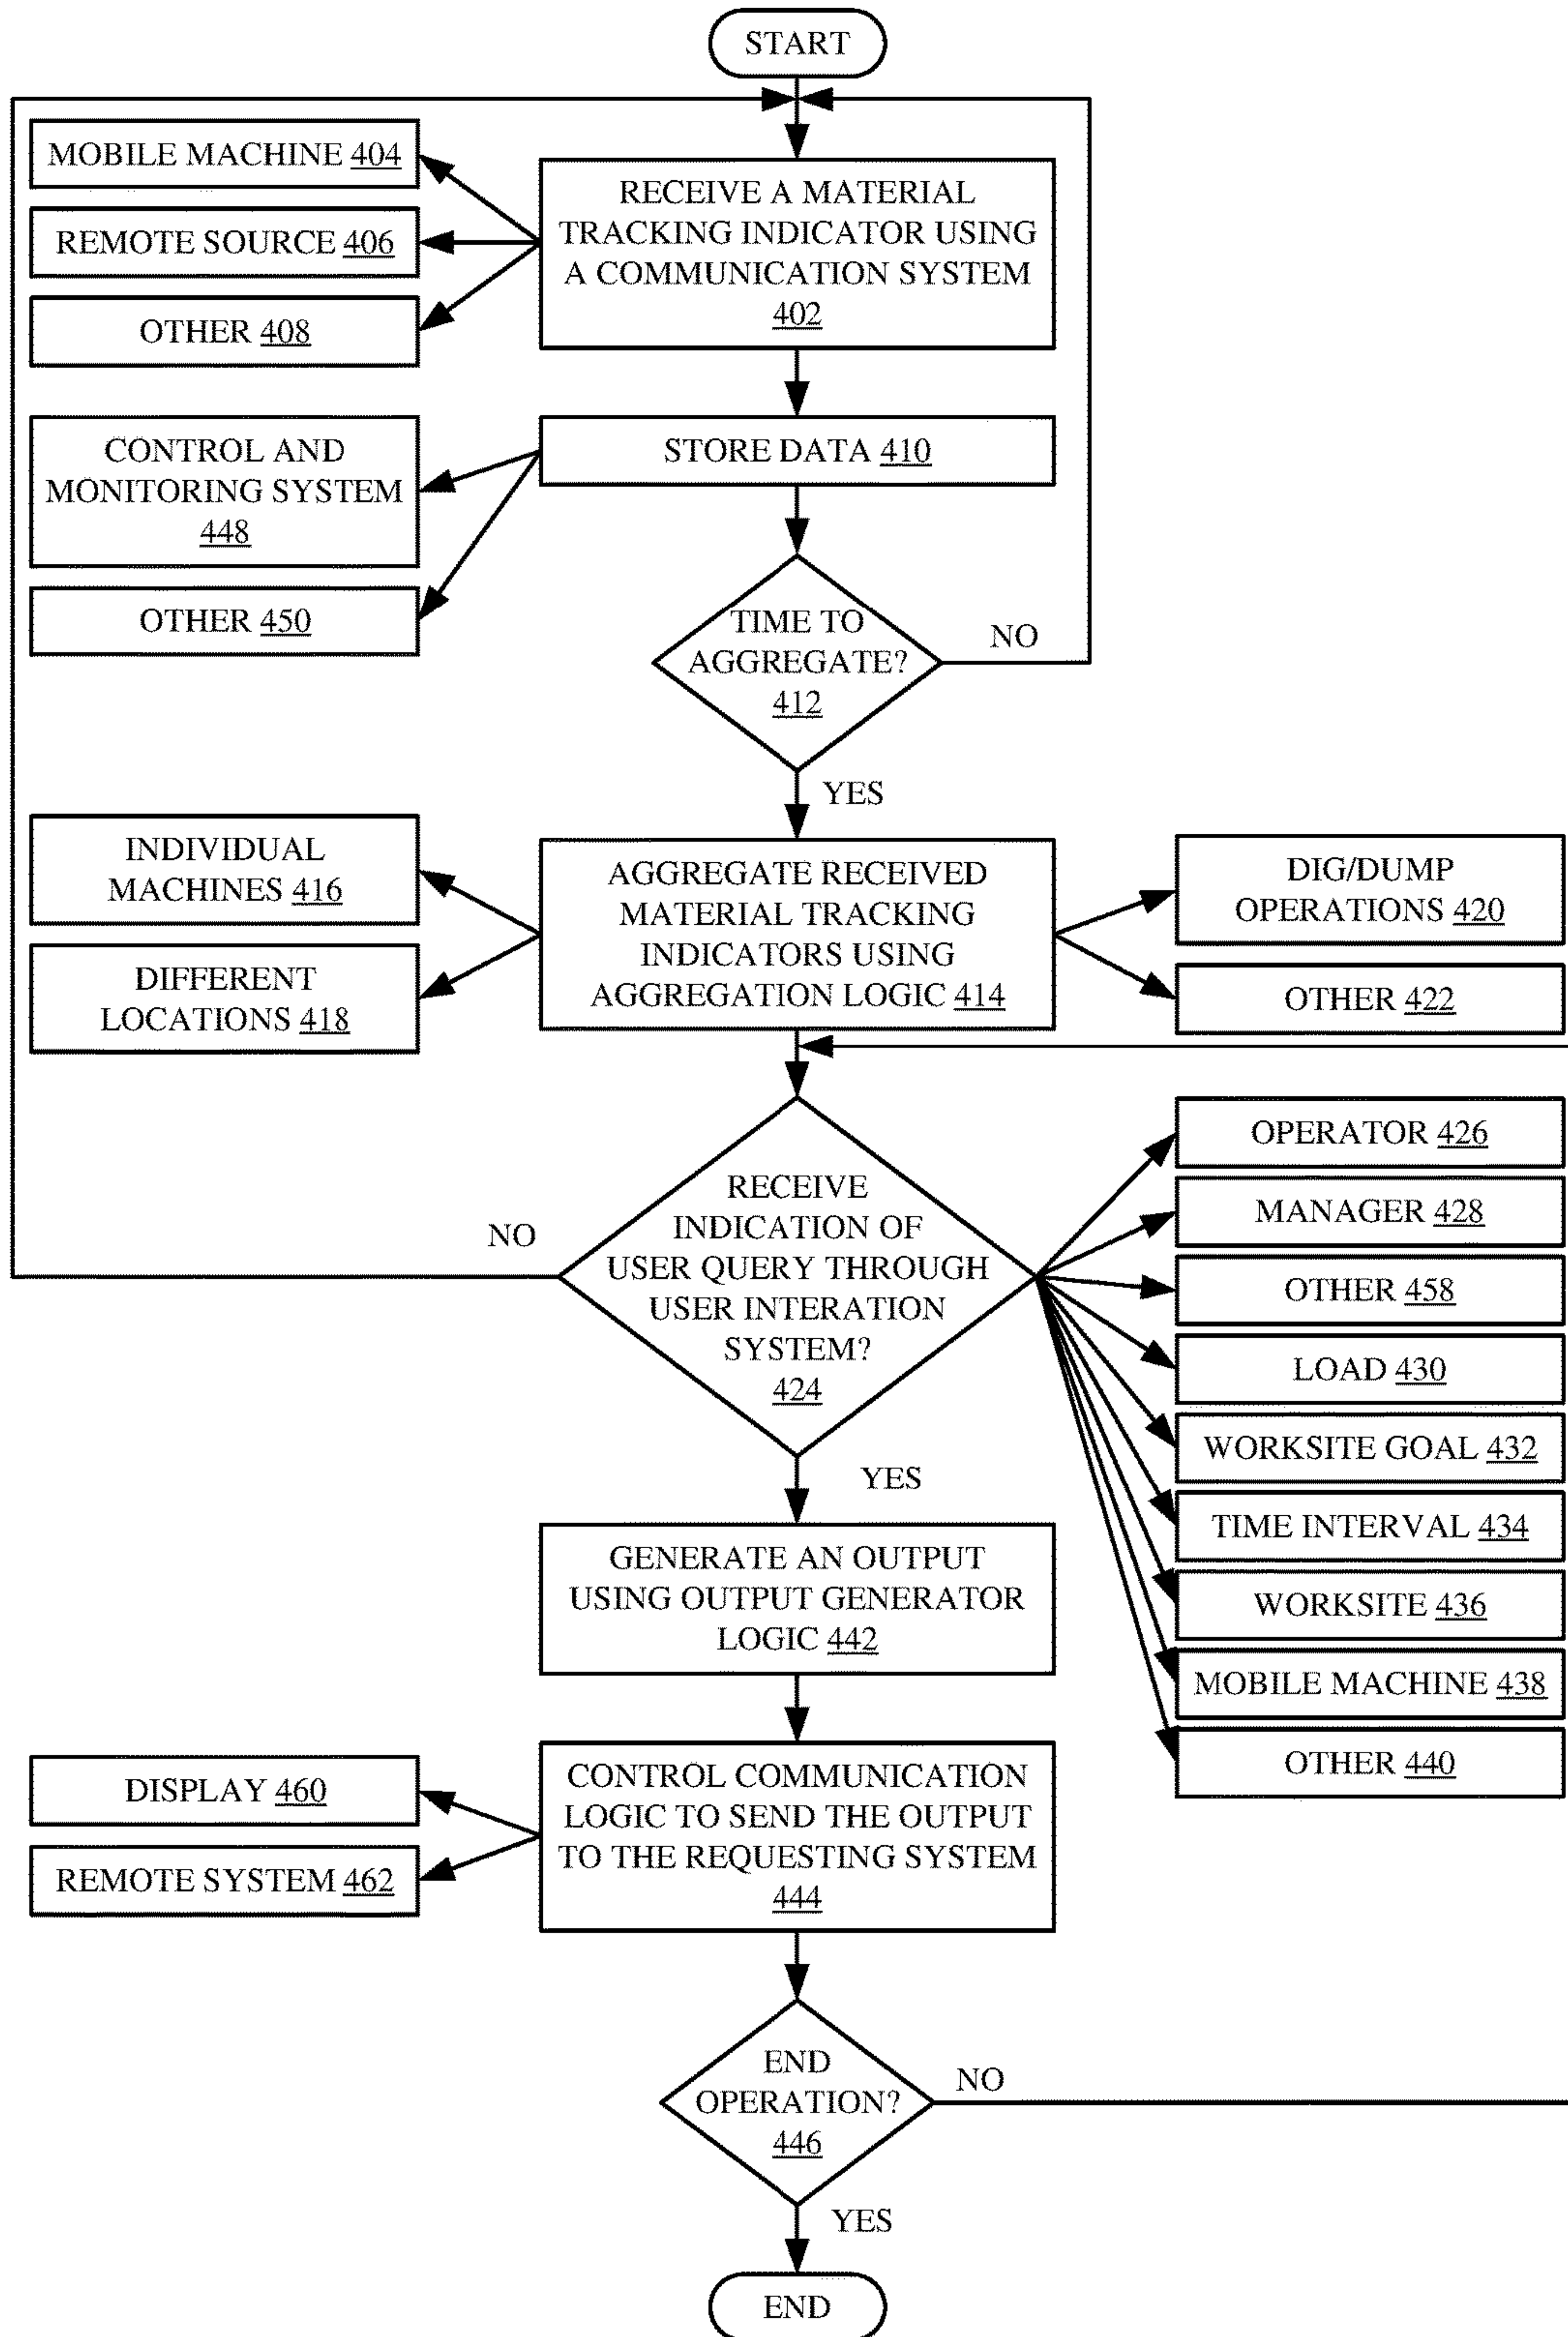 START
MOBILE MACHINE 404
REMOTE SOURCE 406
OTHER 408
RECEIVE A MATERIAL
TRACKING INDICATOR USING
A COMMUNICATION SYSTEM
402
CONTROL AND
MONITORING SYSTEM
448
OTHER 450
STORE DATA 410
TIME TO
AGGREGATE?
412
NO
YES
INDIVIDUAL
MACHINES 416
DIFFERENT
LOCATIONS 418
AGGREGATE RECEIVED
MATERIAL TRACKING
INDICATORS USING
AGGREGATION LOGIC 414
DIG/DUMP
OPERATIONS 420
OTHER 422
NO
RECEIVE
INDICATION OF
USER QUERY THROUGH
USER INTERATION
SYSTEM?
424
OPERATOR 426
MANAGER 428
OTHER 458
LOAD 430
WORKSITE GOAL 432
TIME INTERVAL 434
WORKSITE 436
MOBILE MACHINE 438
OTHER 440
YES
GENERATE AN OUTPUT
USING OUTPUT GENERATOR
LOGIC 442
DISPLAY 460
REMOTE SYSTEM 462
CONTROL COMMUNICATION
LOGIC TO SEND THE OUTPUT
TO THE REQUESTING SYSTEM
444
END
OPERATION?
446
NO
YES
END